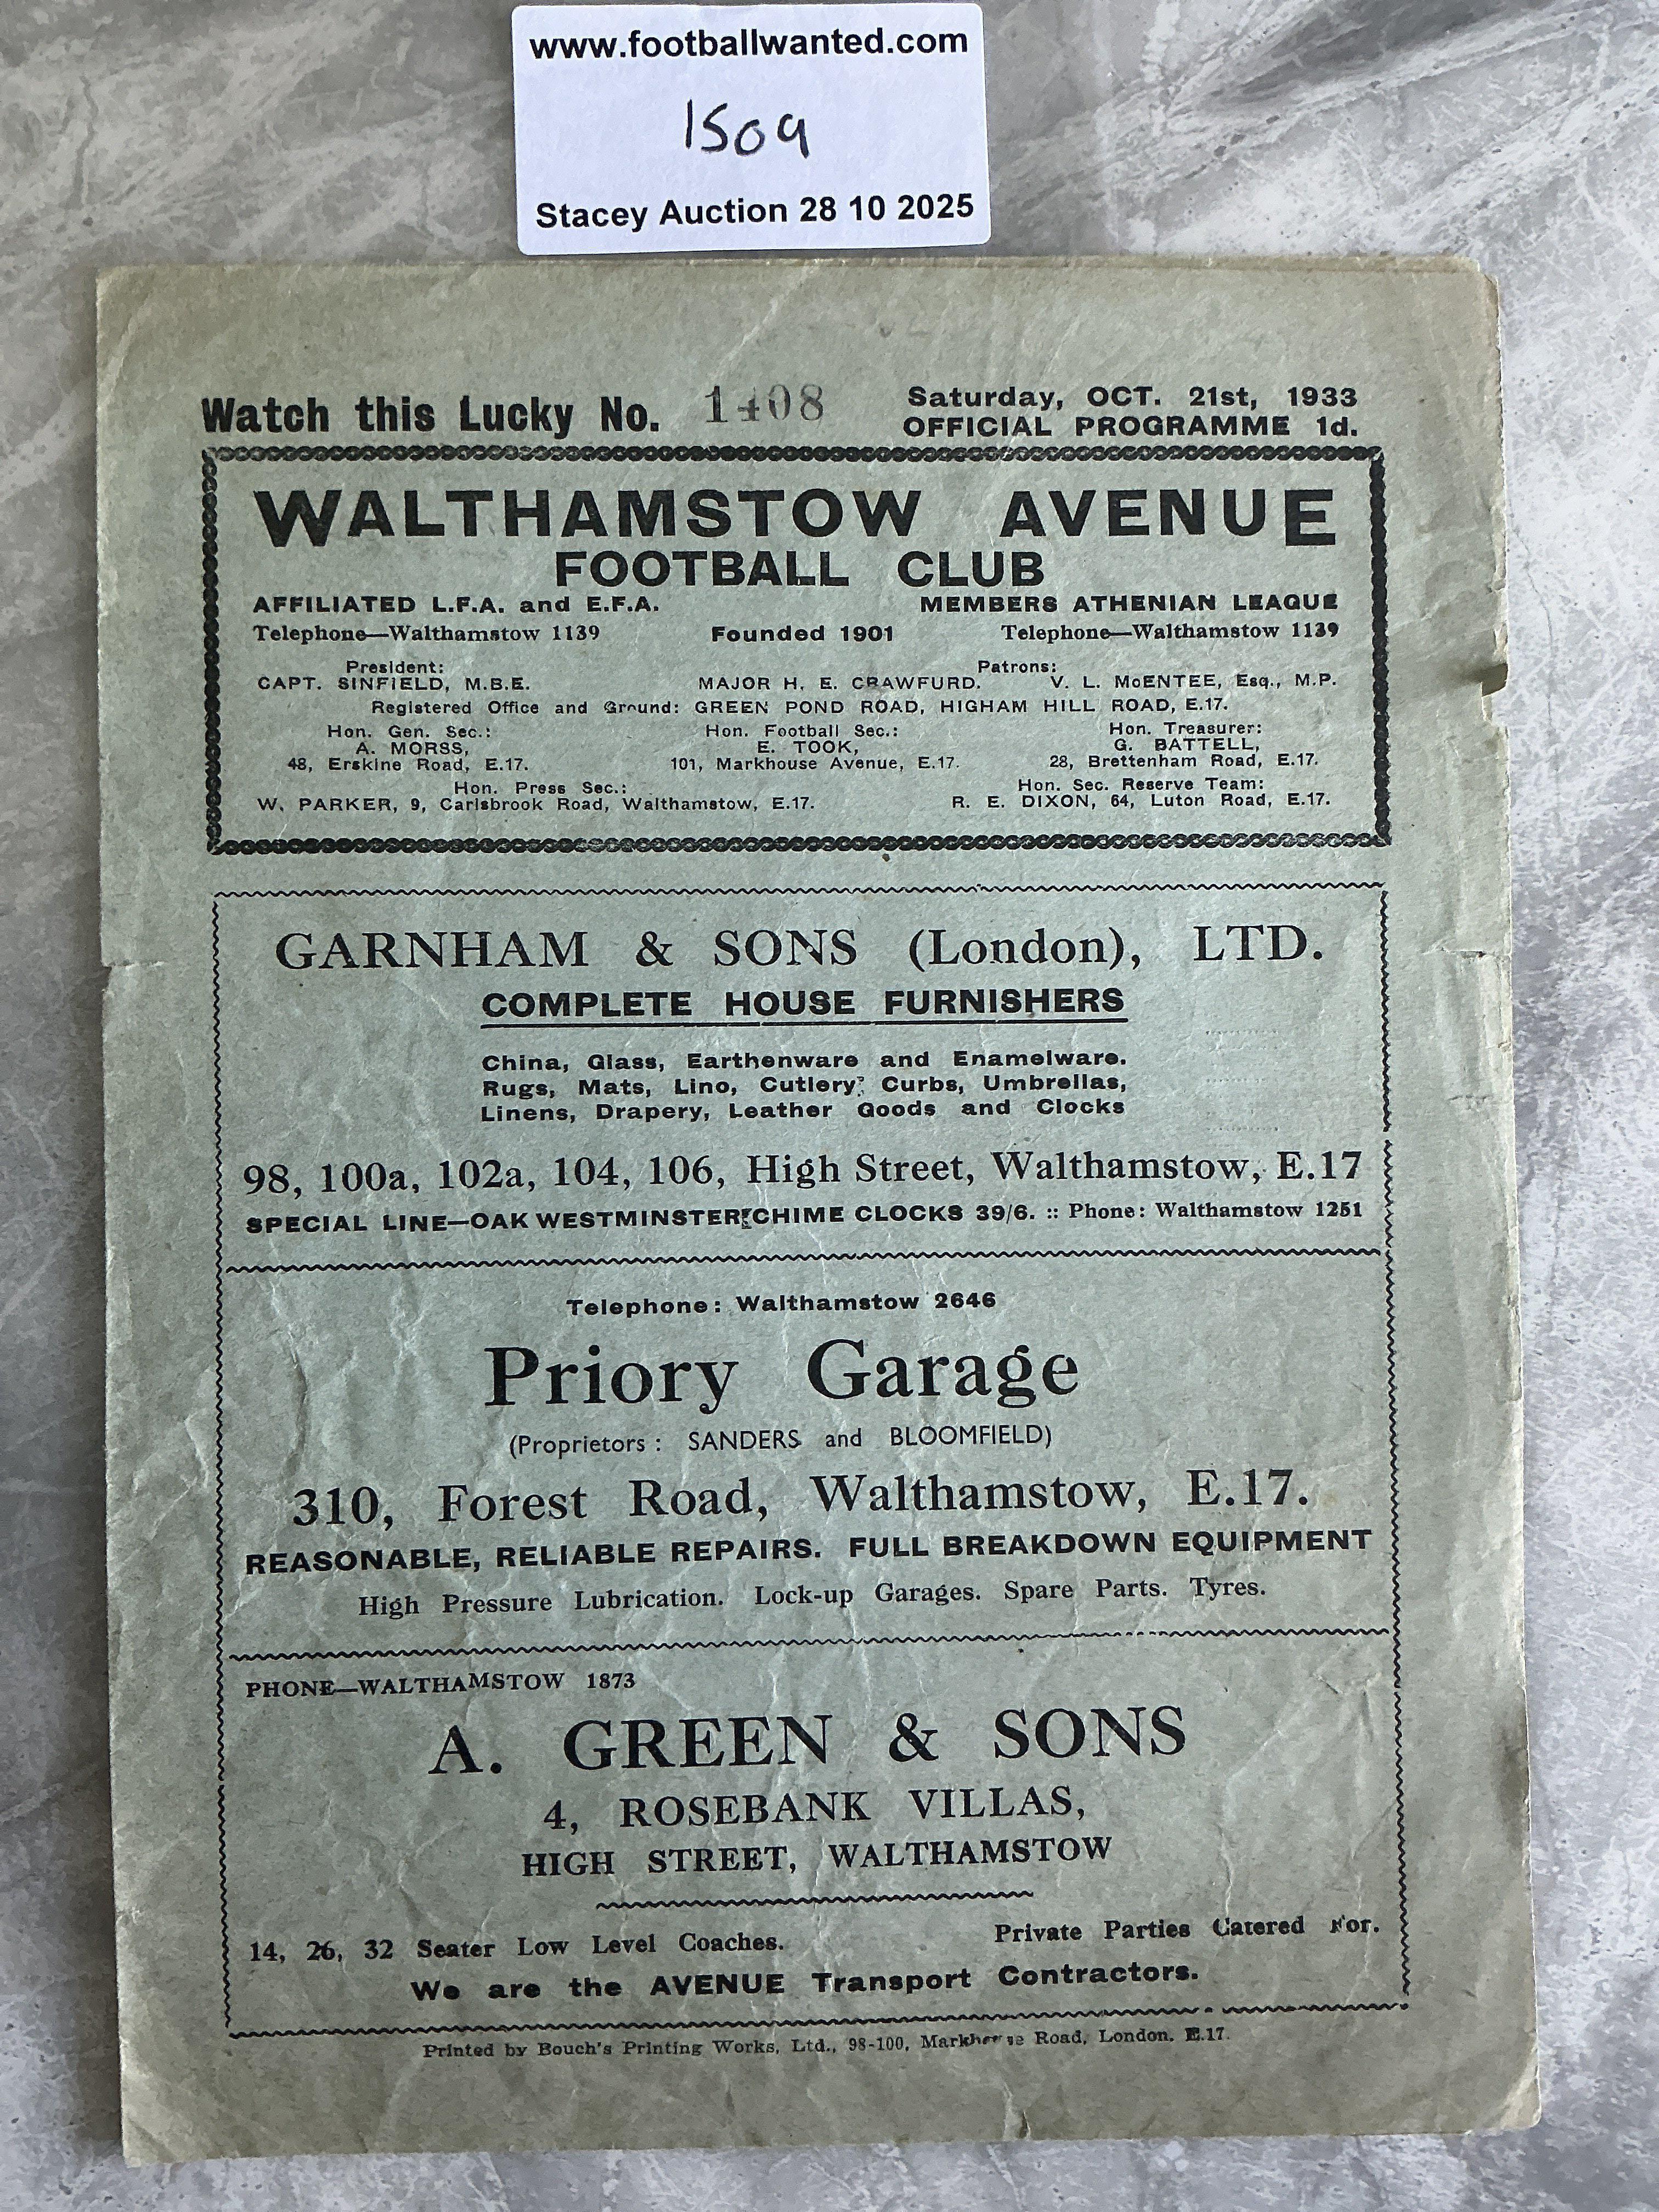 www.footballwanted.com
1509
Stacey Auction 28 10 2025
Watch this Lucky No. 1408
Saturday, OCT. 21st, 1933
OFFICIAL PROGRAMME 1d.
WALTHAMSTOW AVENUE
FOOTBALL CLUB
AFFILIATED L.F.A. and E.F.A. MEMBERS ATHENIAN LEAGUE
Telephone—Walthamstow 1139 Founded 1901 Telephone—Walthamstow 1139
President: Patrons:
CAPT. SINFIELD, M.B.E. MAJOR H. E. CRAWFURD. V. L. McENTEE, Esq., M.P.
Registered Office and Ground: GREEN POND ROAD, HIGHAM HILL ROAD, E.17.
Hon. Gen. Sec.: Hon. Football Sec.: Hon. Treasurer:
A. MORSS, E. TOOK, G. BATTELL,
48, Erskine Road, E.17. 101, Markhouse Avenue, E.17. 28, Brettenham Road, E.17.
Hon. Press Sec.: Hon. Sec. Reserve Team:
W. PARKER, 9, Carisbrook Road, Walthamstow, E.17. R. E. DIXON, 64, Luton Road, E.17.
GARNHAM & SONS (London), LTD.
COMPLETE HOUSE FURNISHERS
China, Glass, Earthenware and Enamelware.
Rugs, Mats, Lino, Cutlery, Curbs, Umbrellas,
Linens, Drapery, Leather Goods and Clocks
98, 100a, 102a, 104, 106, High Street, Walthamstow, E.17
SPECIAL LINE—OAK WESTMINSTER CHIME CLOCKS 39/6. :: Phone: Walthamstow 1251
Telephone: Walthamstow 2646
Priory Garage
(Proprietors: SANDERS and BLOOMFIELD)
310, Forest Road, Walthamstow, E.17.
REASONABLE, RELIABLE REPAIRS. FULL BREAKDOWN EQUIPMENT
High Pressure Lubrication. Lock-up Garages. Spare Parts. Tyres.
PHONE—WALTHAMSTOW 1873
A. GREEN & SONS
4, ROSEBANK VILLAS,
HIGH STREET, WALTHAMSTOW
14, 26, 32 Seater Low Level Coaches. Private Parties Catered For.
We are the AVENUE Transport Contractors.
Printed by Bouch's Printing Works, Ltd., 98-100, Markhouse Road, London. E.17.